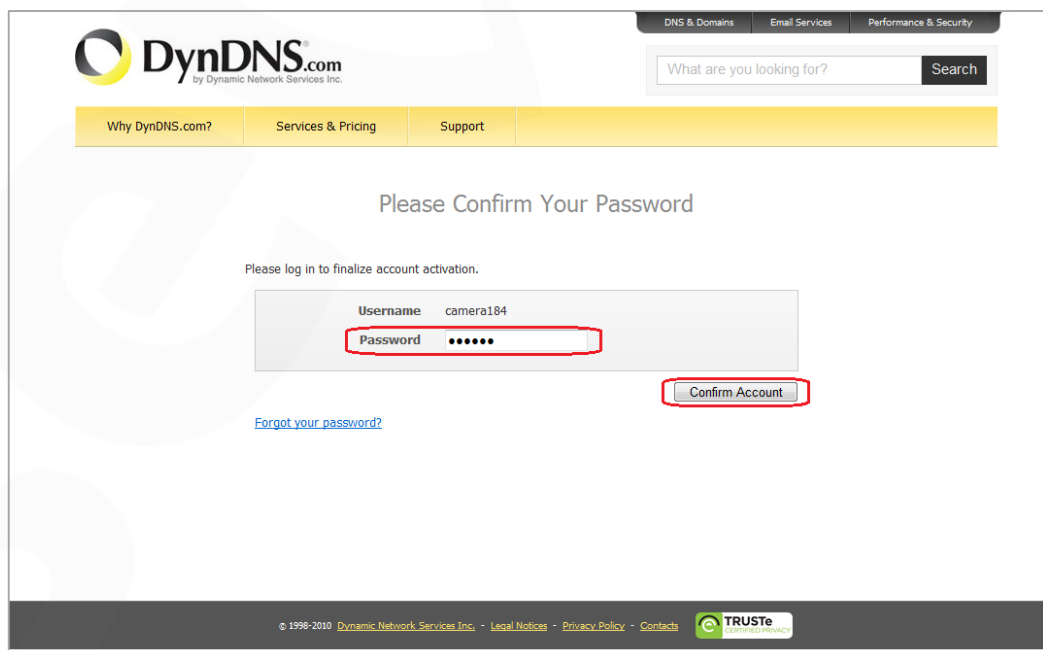 DNS & Domains Email Services Performance & Security
DynDNS.com
by Dynamic Network Services Inc.
What are you looking for? Search
Why DynDNS.com? Services & Pricing Support
Please Confirm Your Password
Please log in to finalize account activation.
Username camera184
Password ••••••
Confirm Account
Forgot your password?
© 1998-2010 Dynamic Network Services Inc. - Legal Notices - Privacy Policy - Contacts
TRUSTe
CERTIFIED PRIVACY